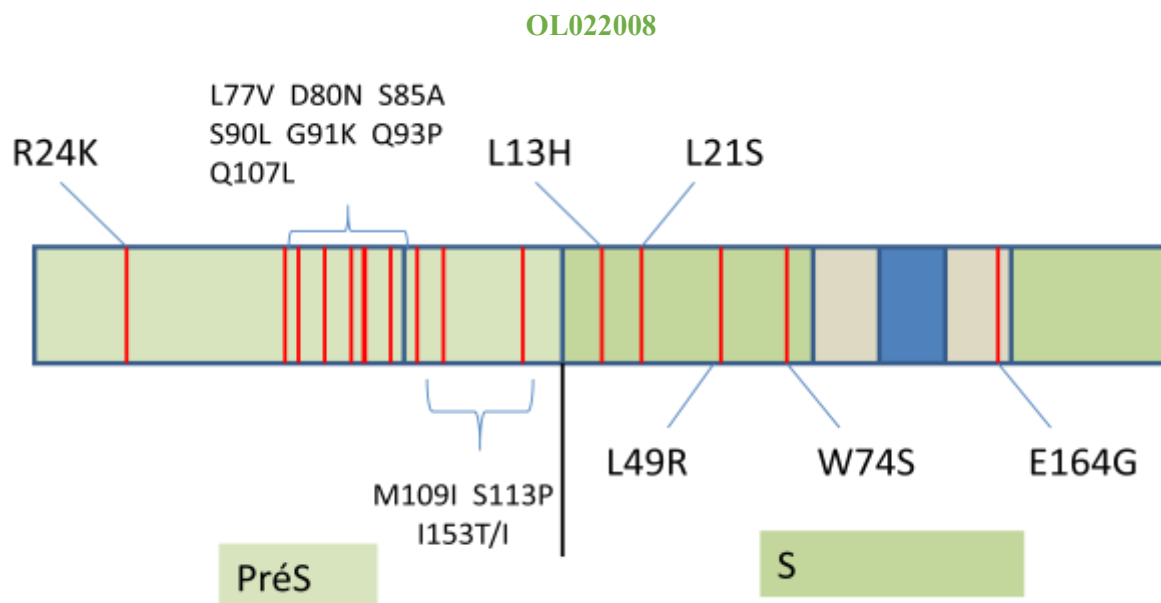 OL022008
L77V D80N S85A
S90L G91K Q93P
Q107L
R24K
L13H
L21S
L49R
W74S
E164G
M109I S113P
I153T/I
PréS
S